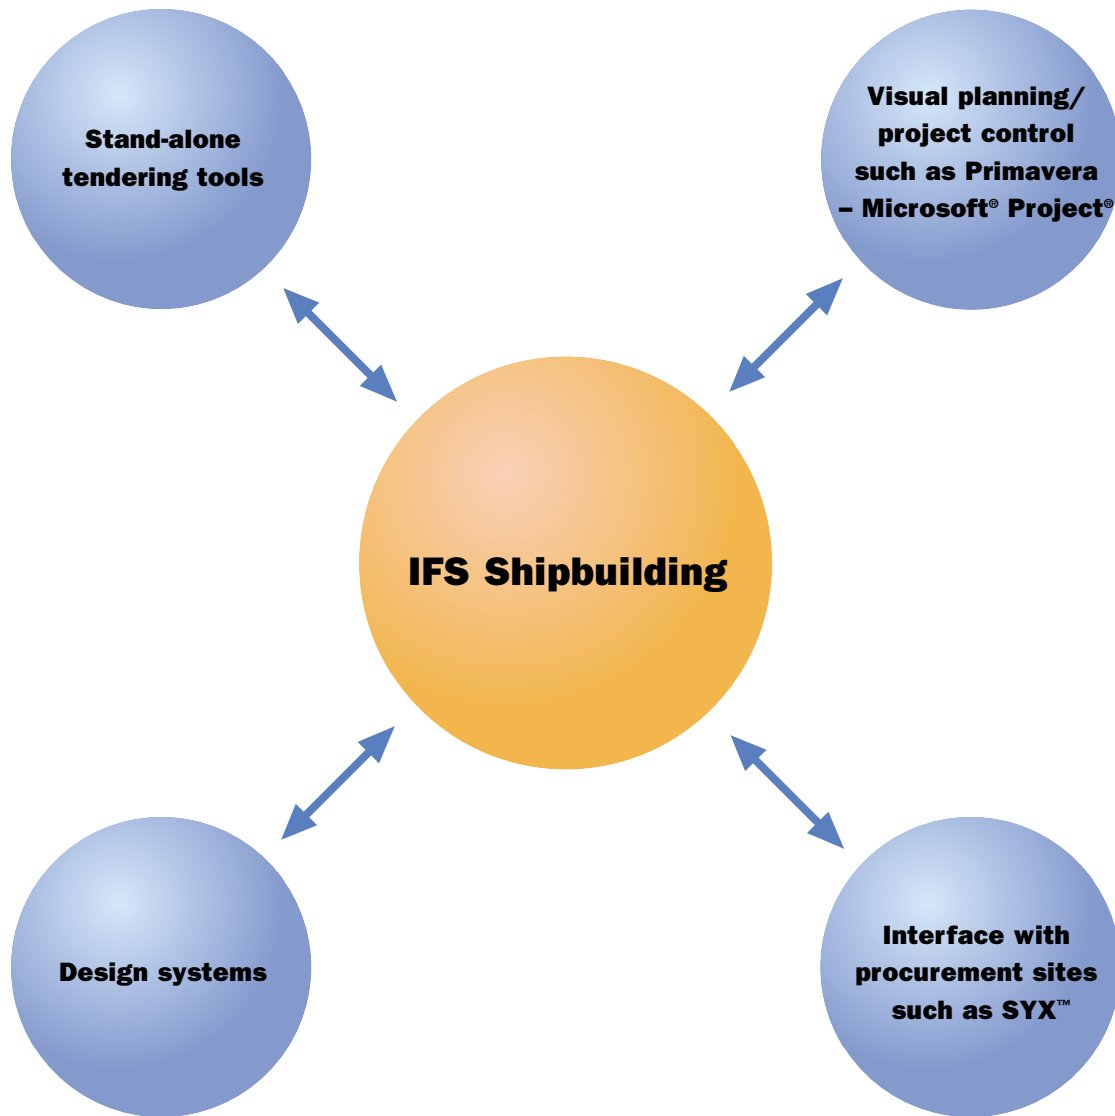 Stand-alone
tendering tools
Visual planning/
project control
such as Primavera
– Microsoft® Project®
IFS Shipbuilding
Design systems
Interface with
procurement sites
such as SYX™